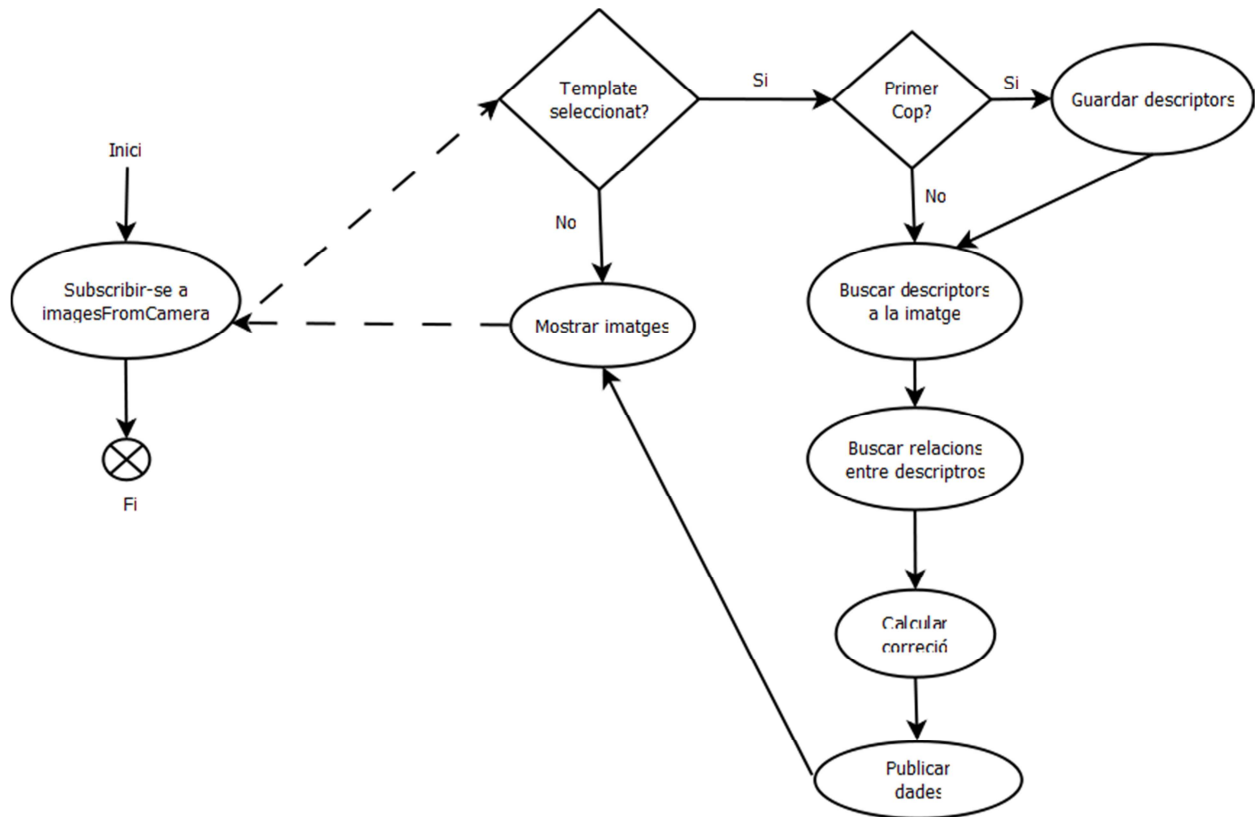 Template
seleccionat?
Si
Primer
Cop?
Si
Guardar descriptors
Inici
No
No
Subscribir-se a
imagesFromCamera
Mostrar imatges
Buscar descriptors
a la imatge
Buscar relacions
entre descriptros
Fi
Calcular
correció
Publicar
dades